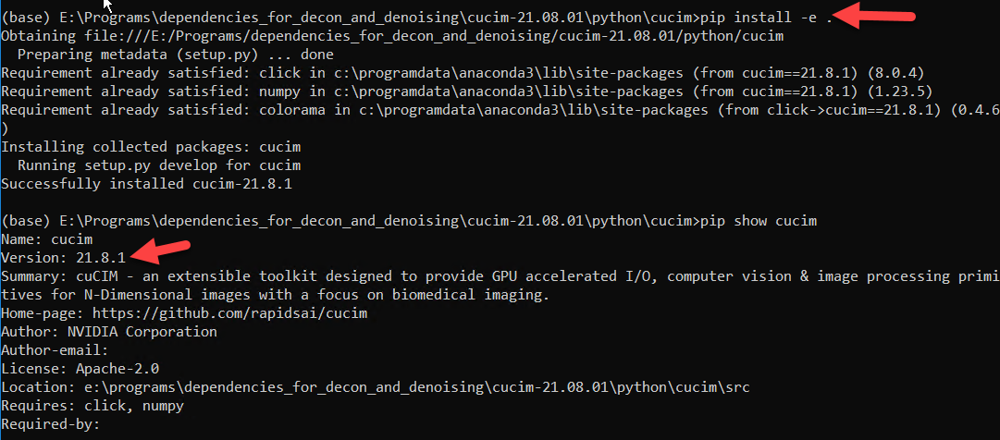 (base) E:\Programs\dependencies_for_decon_and_denoising\cucim-21.08.01\python\cucim>pip install -e .
Obtaining file:///E:/Programs/dependencies_for_decon_and_denoising/cucim-21.08.01/python/cucim
  Preparing metadata (setup.py) ... done
Requirement already satisfied: click in c:\programdata\anaconda3\lib\site-packages (from cucim==21.8.1) (8.0.4)
Requirement already satisfied: numpy in c:\programdata\anaconda3\lib\site-packages (from cucim==21.8.1) (1.23.5)
Requirement already satisfied: colorama in c:\programdata\anaconda3\lib\site-packages (from click->cucim==21.8.1) (0.4.6
)
Installing collected packages: cucim
  Running setup.py develop for cucim
Successfully installed cucim-21.8.1
(base) E:\Programs\dependencies_for_decon_and_denoising\cucim-21.08.01\python\cucim>pip show cucim
Name: cucim
Version: 21.8.1
Summary: cuCIM - an extensible toolkit designed to provide GPU accelerated I/O, computer vision & image processing primi
tives for N-Dimensional images with a focus on biomedical imaging.
Home-page: https://github.com/rapidsai/cucim
Author: NVIDIA Corporation
Author-email:
License: Apache-2.0
Location: e:\programs\dependencies_for_decon_and_denoising\cucim-21.08.01\python\cucim\src
Requires: click, numpy
Required-by: